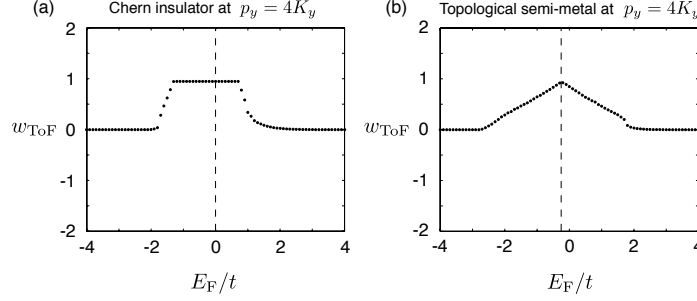 (a) Chern insulator at p_y = 4K_y
(b) Topological semi-metal at p_y = 4K_y
2
1
w_ToF 0
-1
-2
-4 -2 0 2 4
E_F/t
2
1
w_ToF 0
-1
-2
-4 -2 0 2 4
E_F/t